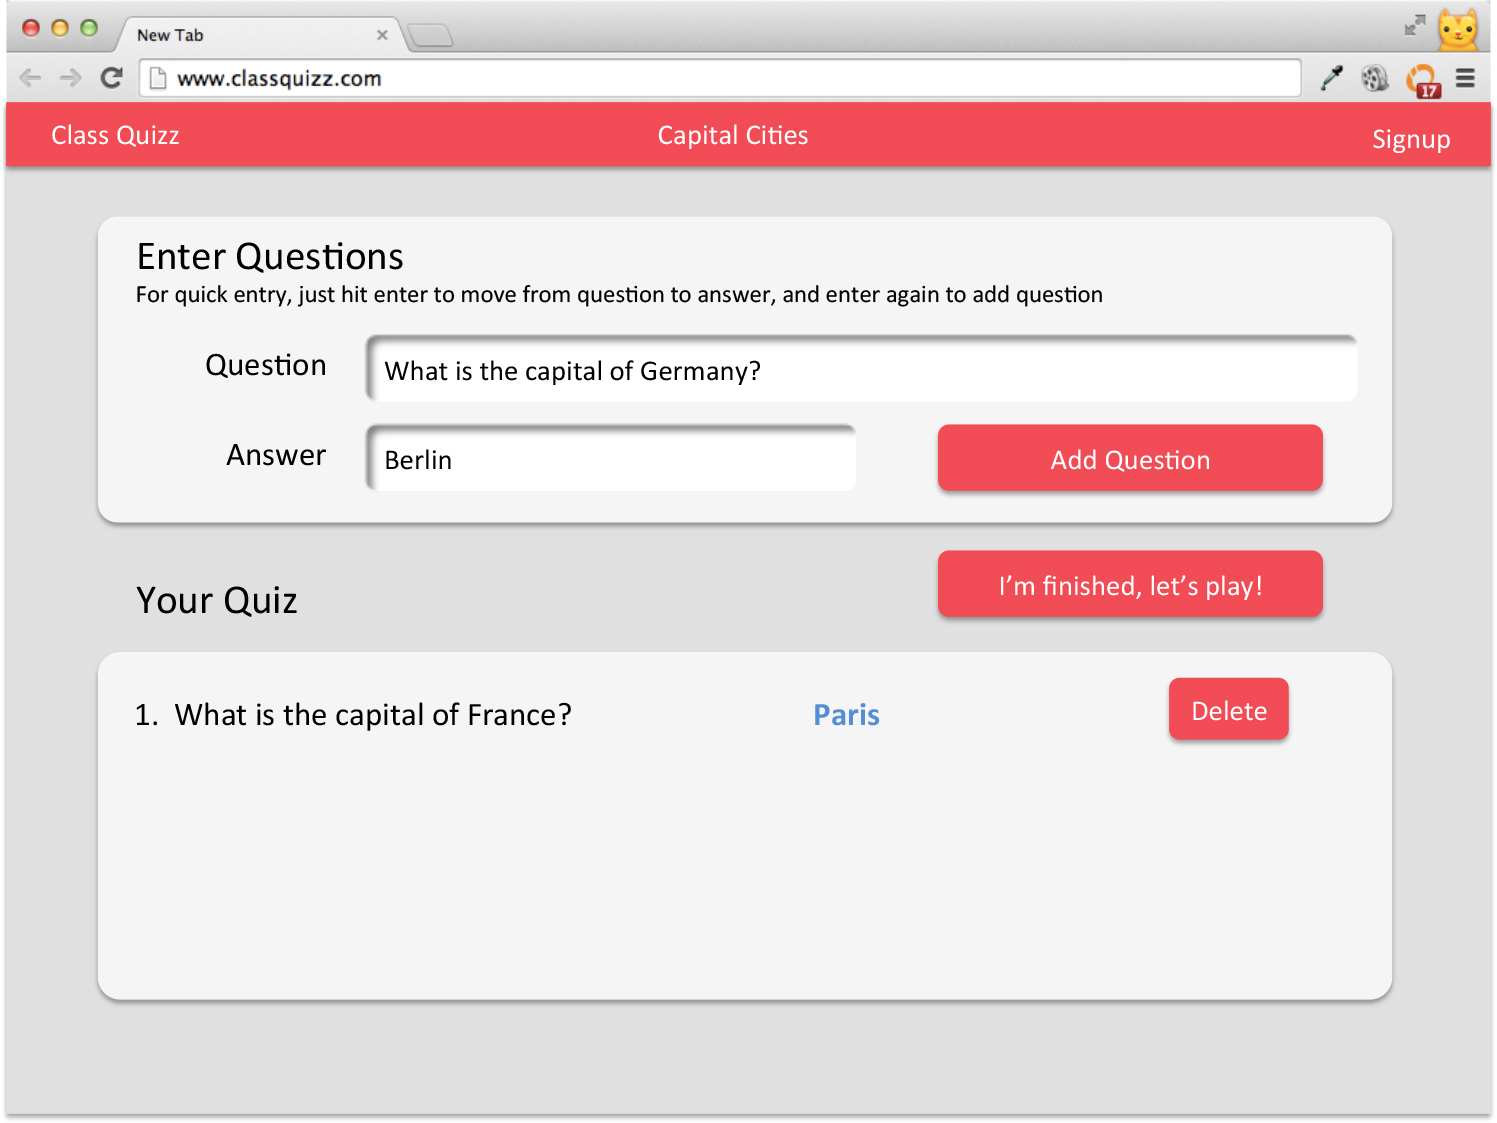 New Tab
www.classquizz.com
17
Class Quizz Capital Cities Signup
Enter Questions
For quick entry, just hit enter to move from question to answer, and enter again to add question
Question What is the capital of Germany?
Answer Berlin Add Question
I’m finished, let’s play!
Your Quiz
1. What is the capital of France? Paris Delete